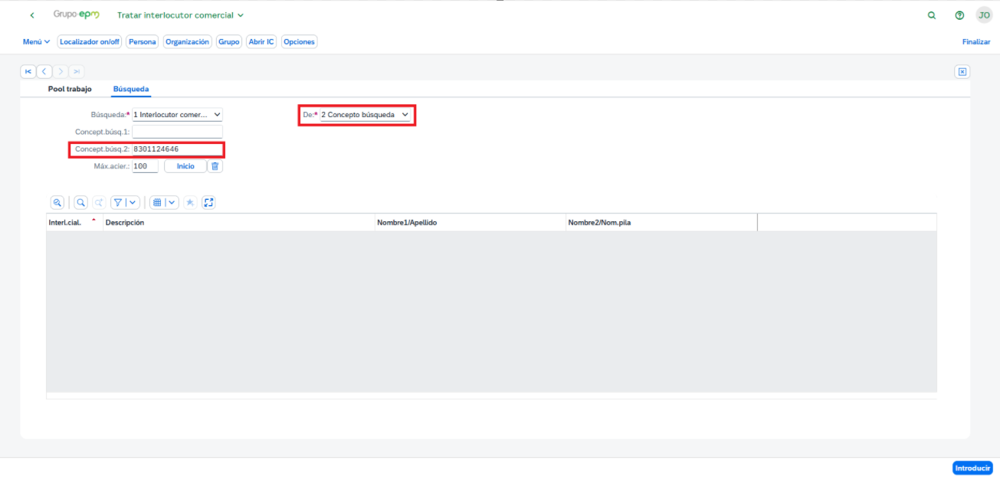 Grupo·epm Tratar interlocutor comercial JO
Menú Localizador on/off Persona Organización Grupo Abrir IC Opciones Finalizar
Pool trabajo Búsqueda
Búsqueda:* 1 Interlocutor comer... De:* 2 Concepto búsqueda
Concept.búsq.1:
Concept.búsq.2: 8301124646
Máx.acier.: 100 Inicio
Interl.cial. Descripción Nombre1/Apellido Nombre2/Nom.pila
Introducir